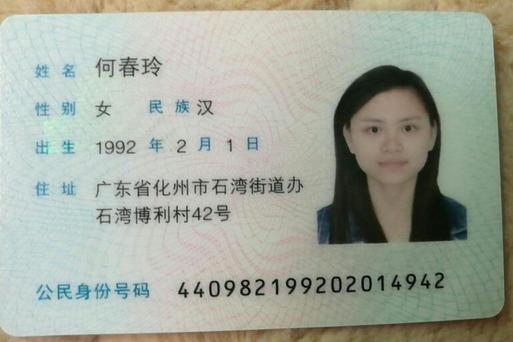 姓名 何春玲
性别 女 民族 汉
出生 1992 年 2 月 1 日
住址 广东省化州市石湾街道办
石湾博利村42号
公民身份号码 440982199202014942